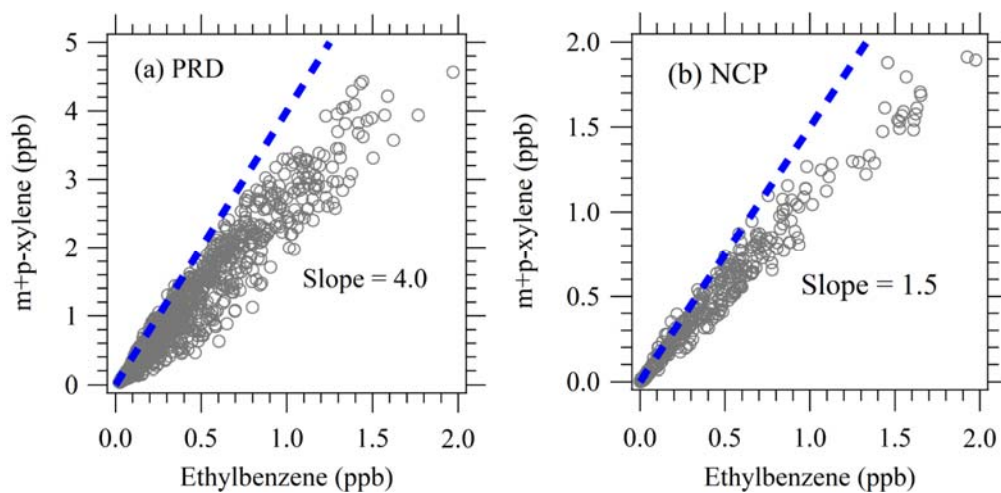 (a) PRD
m+p-xylene (ppb)
5
4
3
2
1
0
Slope = 4.0
0.0 0.5 1.0 1.5 2.0
Ethylbenzene (ppb)
(b) NCP
m+p-xylene (ppb)
2.0
1.5
1.0
0.5
0.0
Slope = 1.5
0.0 0.5 1.0 1.5 2.0
Ethylbenzene (ppb)